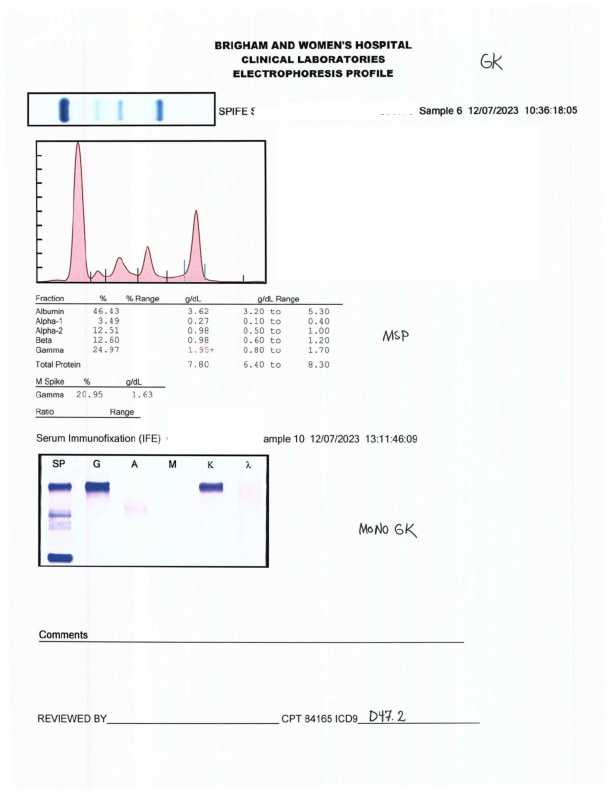 BRIGHAM AND WOMEN'S HOSPITAL
CLINICAL LABORATORIES
ELECTROPHORESIS PROFILE
GK
SPIFE Sample 6 12/07/2023 10:36:18:05
Fraction % % Range g/dL g/dL Range
Albumin 46.43 3.62 3.20 to 5.30
Alpha-1 3.49 0.27 0.10 to 0.40
Alpha-2 12.51 0.98 0.50 to 1.00
Beta 12.60 0.98 0.60 to 1.20
Gamma 24.97 1.95+ 0.80 to 1.70
MSP
Total Protein 7.80 6.40 to 8.30
M Spike % g/dL
Gamma 20.95 1.63
Ratio Range
Serum Immunofixation (IFE) ample 10 12/07/2023 13:11:46:09
SP G A M K λ
MONO GK
Comments
REVIEWED BY CPT 84165 ICD9 D47.2